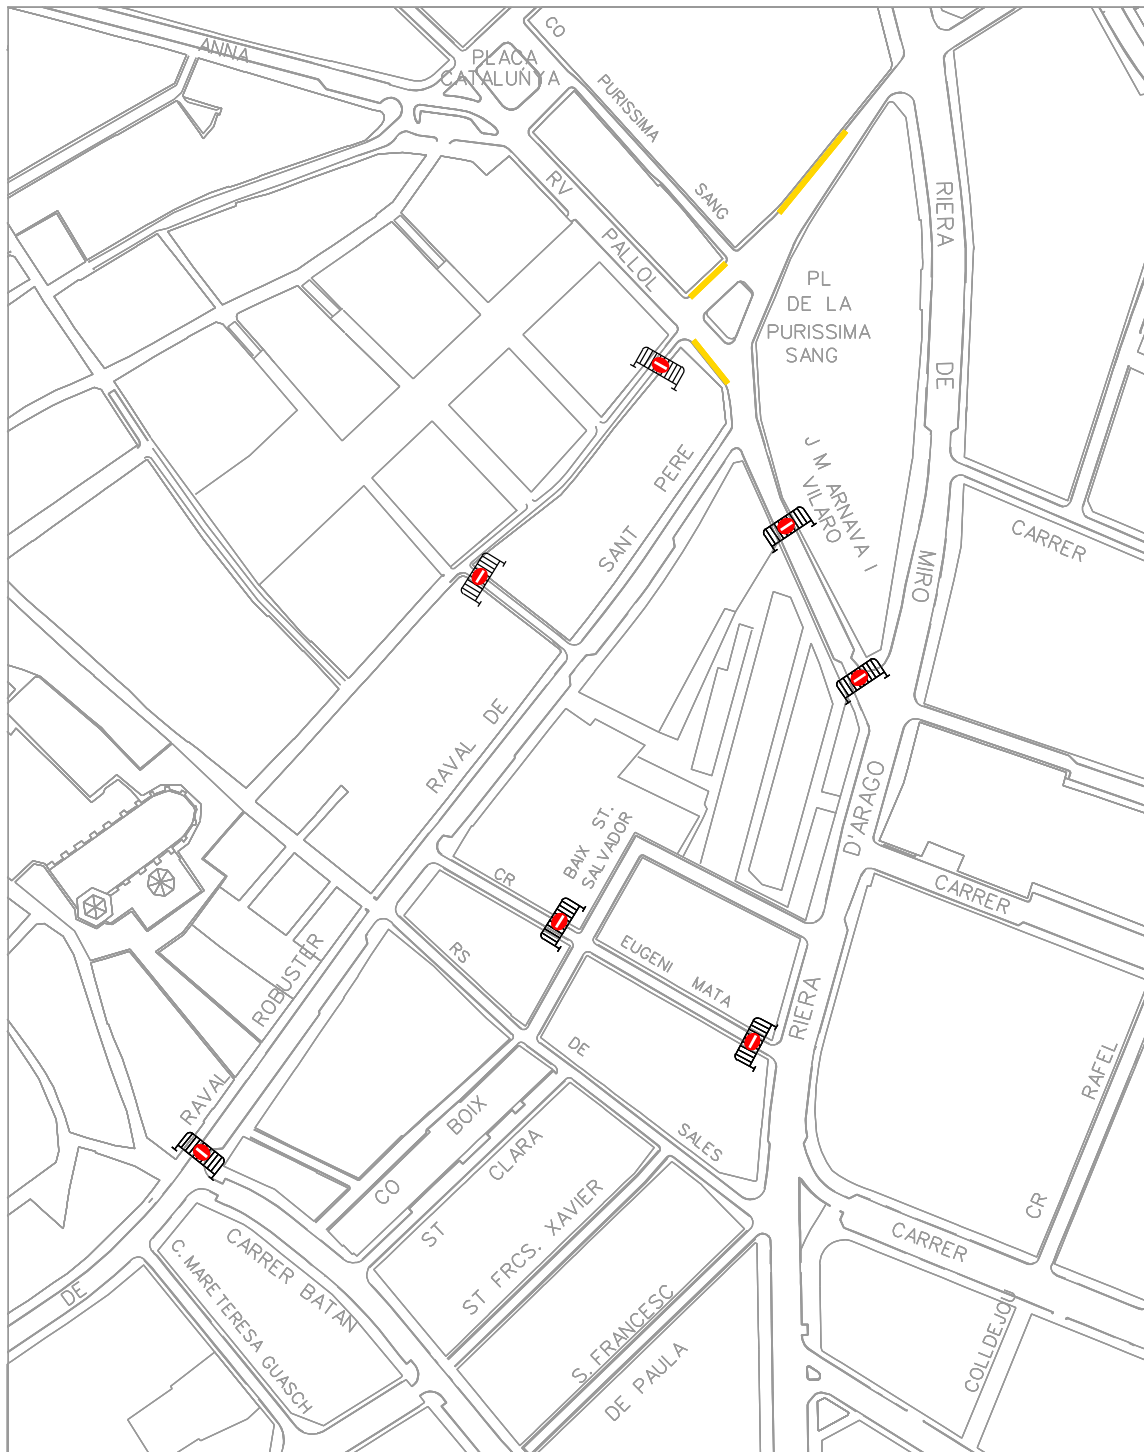 ANNA
PLACA
CATALUNYA
CO
PURISSIMA
SANG
RV
PALLOL
RIERA
DE
MIRO
PL
DE LA
PURISSIMA
SANG
J M ARNAVA I
VILARO
CARRER
PERE
SANT
DE
RAVAL
BAIX ST.
SALVADOR
CR
RS
EUGENI MATA
D'ARAGO
RIERA
CARRER
ROBUSTER
RAVAL
DE
SALES
BOIX
CO
CLARA
ST
ST FRCS. XAVIER
RAFEL
CR
CARRER
CARRER BATAN
C. MARE TERESA GUASCH
DE
S. FRANCESC
DE PAULA
COLLDEJOU